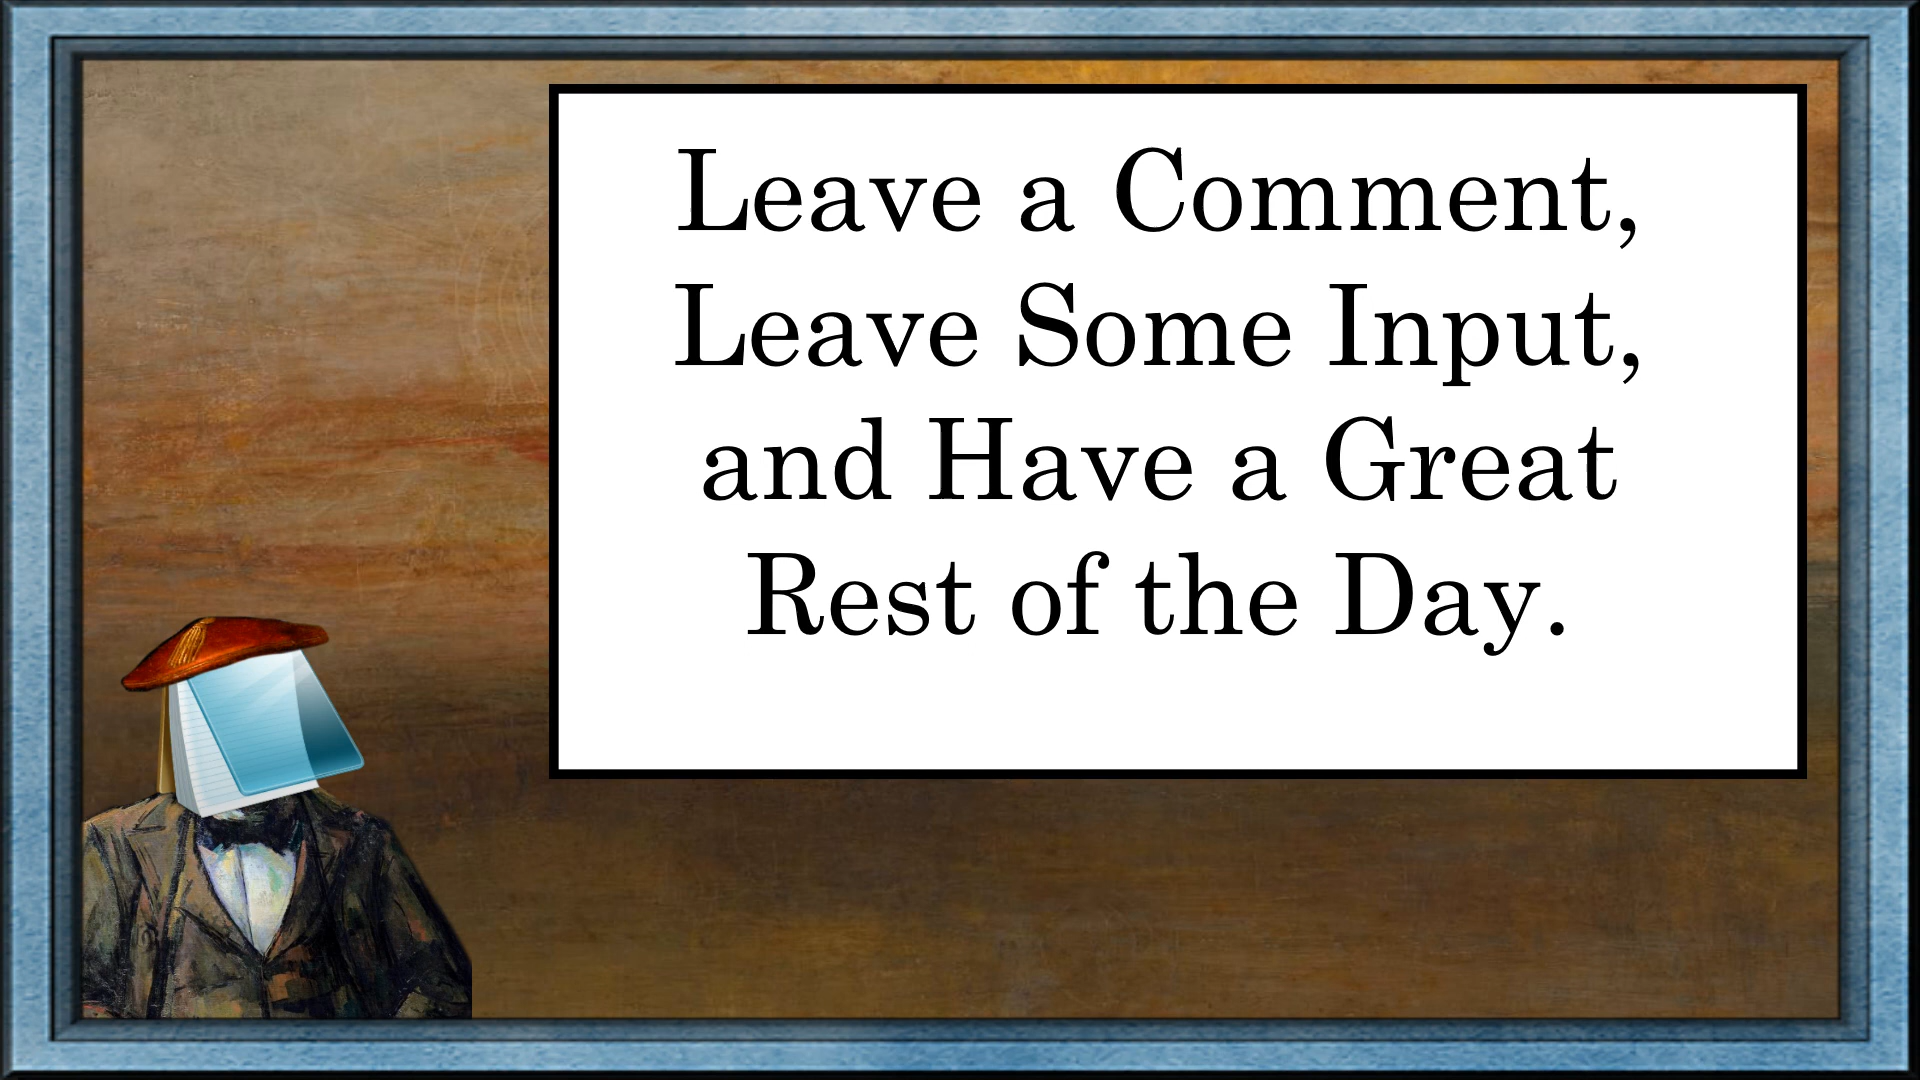 Leave a Comment,
Leave Some Input,
and Have a Great
Rest of the Day.